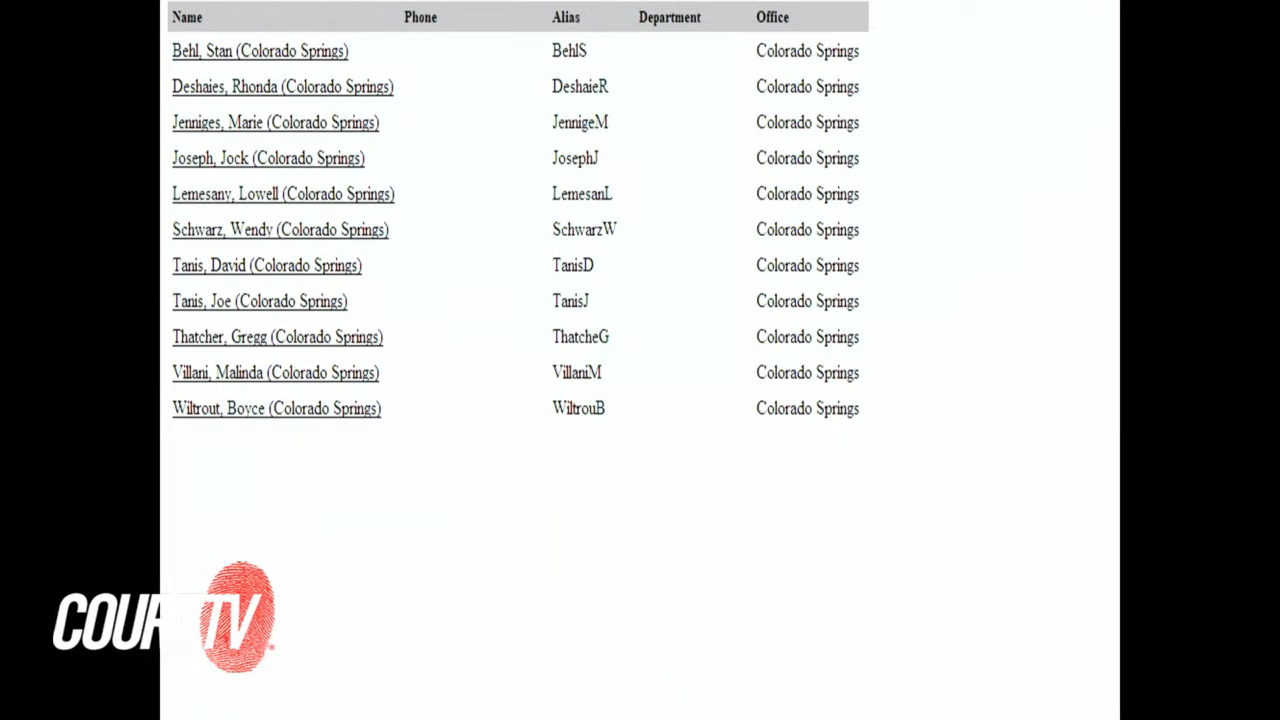 Name Phone Alias Department Office
Behl, Stan (Colorado Springs) BehlS Colorado Springs
Deshaies, Rhonda (Colorado Springs) DeshaieR Colorado Springs
Jenniges, Marie (Colorado Springs) JennigeM Colorado Springs
Joseph, Jock (Colorado Springs) JosephJ Colorado Springs
Lemesany, Lowell (Colorado Springs) LemesanL Colorado Springs
Schwarz, Wendy (Colorado Springs) SchwarzW Colorado Springs
Tanis, David (Colorado Springs) TanisD Colorado Springs
Tanis, Joe (Colorado Springs) TanisJ Colorado Springs
Thatcher, Gregg (Colorado Springs) ThatcheG Colorado Springs
Villani, Malinda (Colorado Springs) VillaniM Colorado Springs
Wiltrout, Boyce (Colorado Springs) WiltrouB Colorado Springs
COURT TV